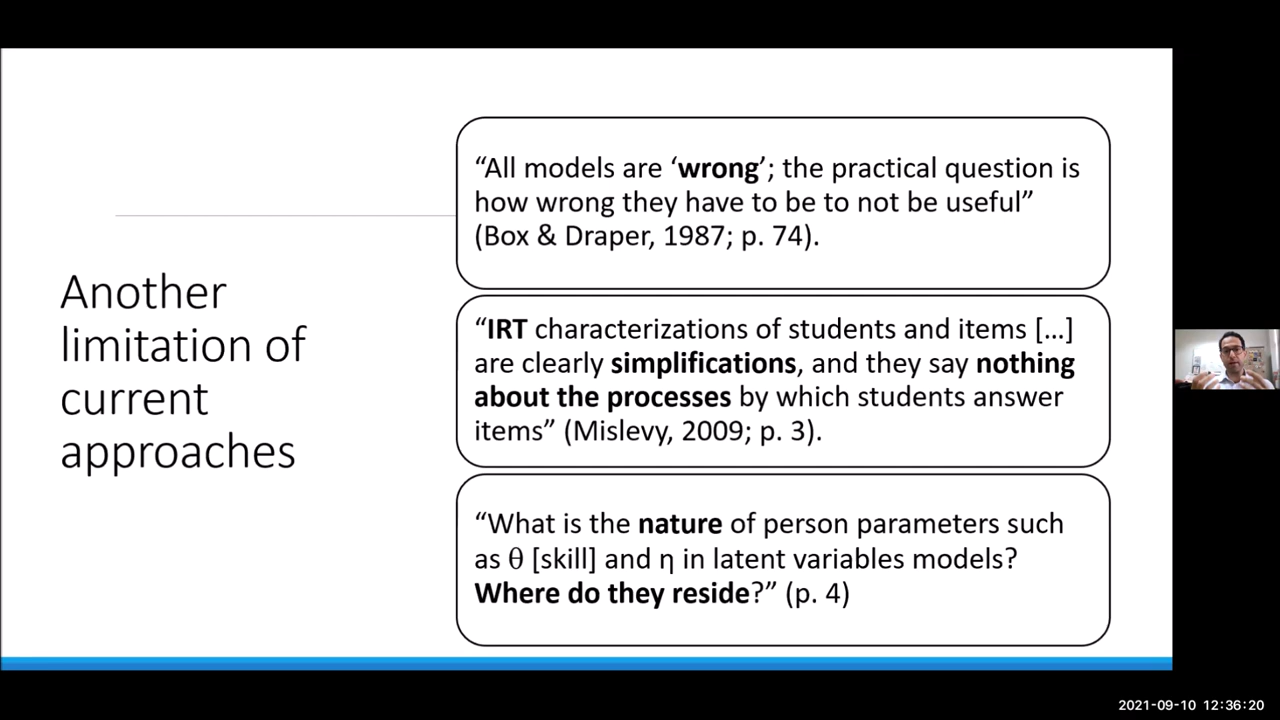 Another
limitation of
current
approaches
“All models are ‘wrong’; the practical question is
how wrong they have to be to not be useful”
(Box & Draper, 1987; p. 74).
“IRT characterizations of students and items […]
are clearly simplifications, and they say nothing
about the processes by which students answer
items” (Mislevy, 2009; p. 3).
“What is the nature of person parameters such
as θ [skill] and η in latent variables models?
Where do they reside?” (p. 4)
2021-09-10 12:36:20